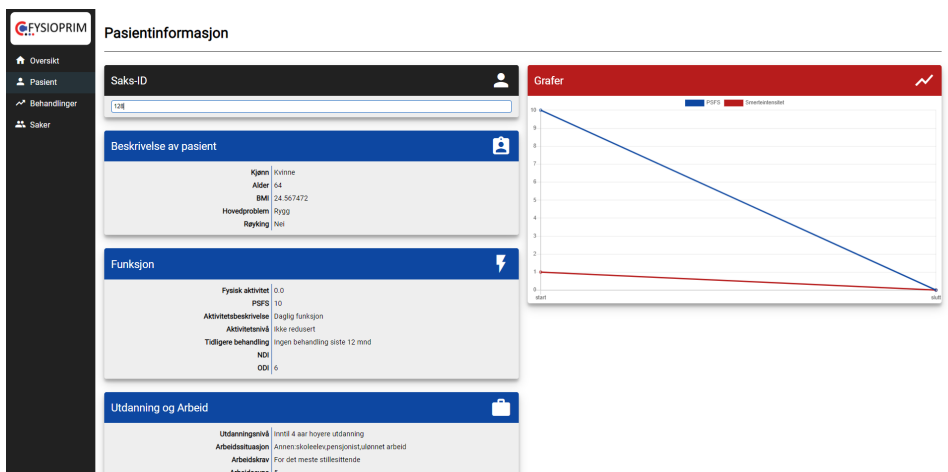 FYSIOPRIM
Oversikt
Pasient
Behandlinger
Saker
Pasientinformasjon
Saks-ID
128
Beskrivelse av pasient
Kjønn Kvinne
Alder 64
BMI 24.567472
Hovedproblem Rygg
Røyking Nei
Funksjon
Fysisk aktivitet 0.0
PSFS 10
Aktivitetsbeskrivelse Daglig funksjon
Aktivitetsnivå Ikke redusert
Tidligere behandling Ingen behandling siste 12 mnd
NDI
ODI 6
Utdanning og Arbeid
Utdanningsnivå Inntil 4 aar hoyere utdanning
Arbeidssituasjon Annen:skoleelev,pensjonist,ulønnet arbeid
Arbeidskrav For det meste stillesittende
Grafer
PSFS Smerteintensitet
10
9
8
7
6
5
4
3
2
1
0
start slutt